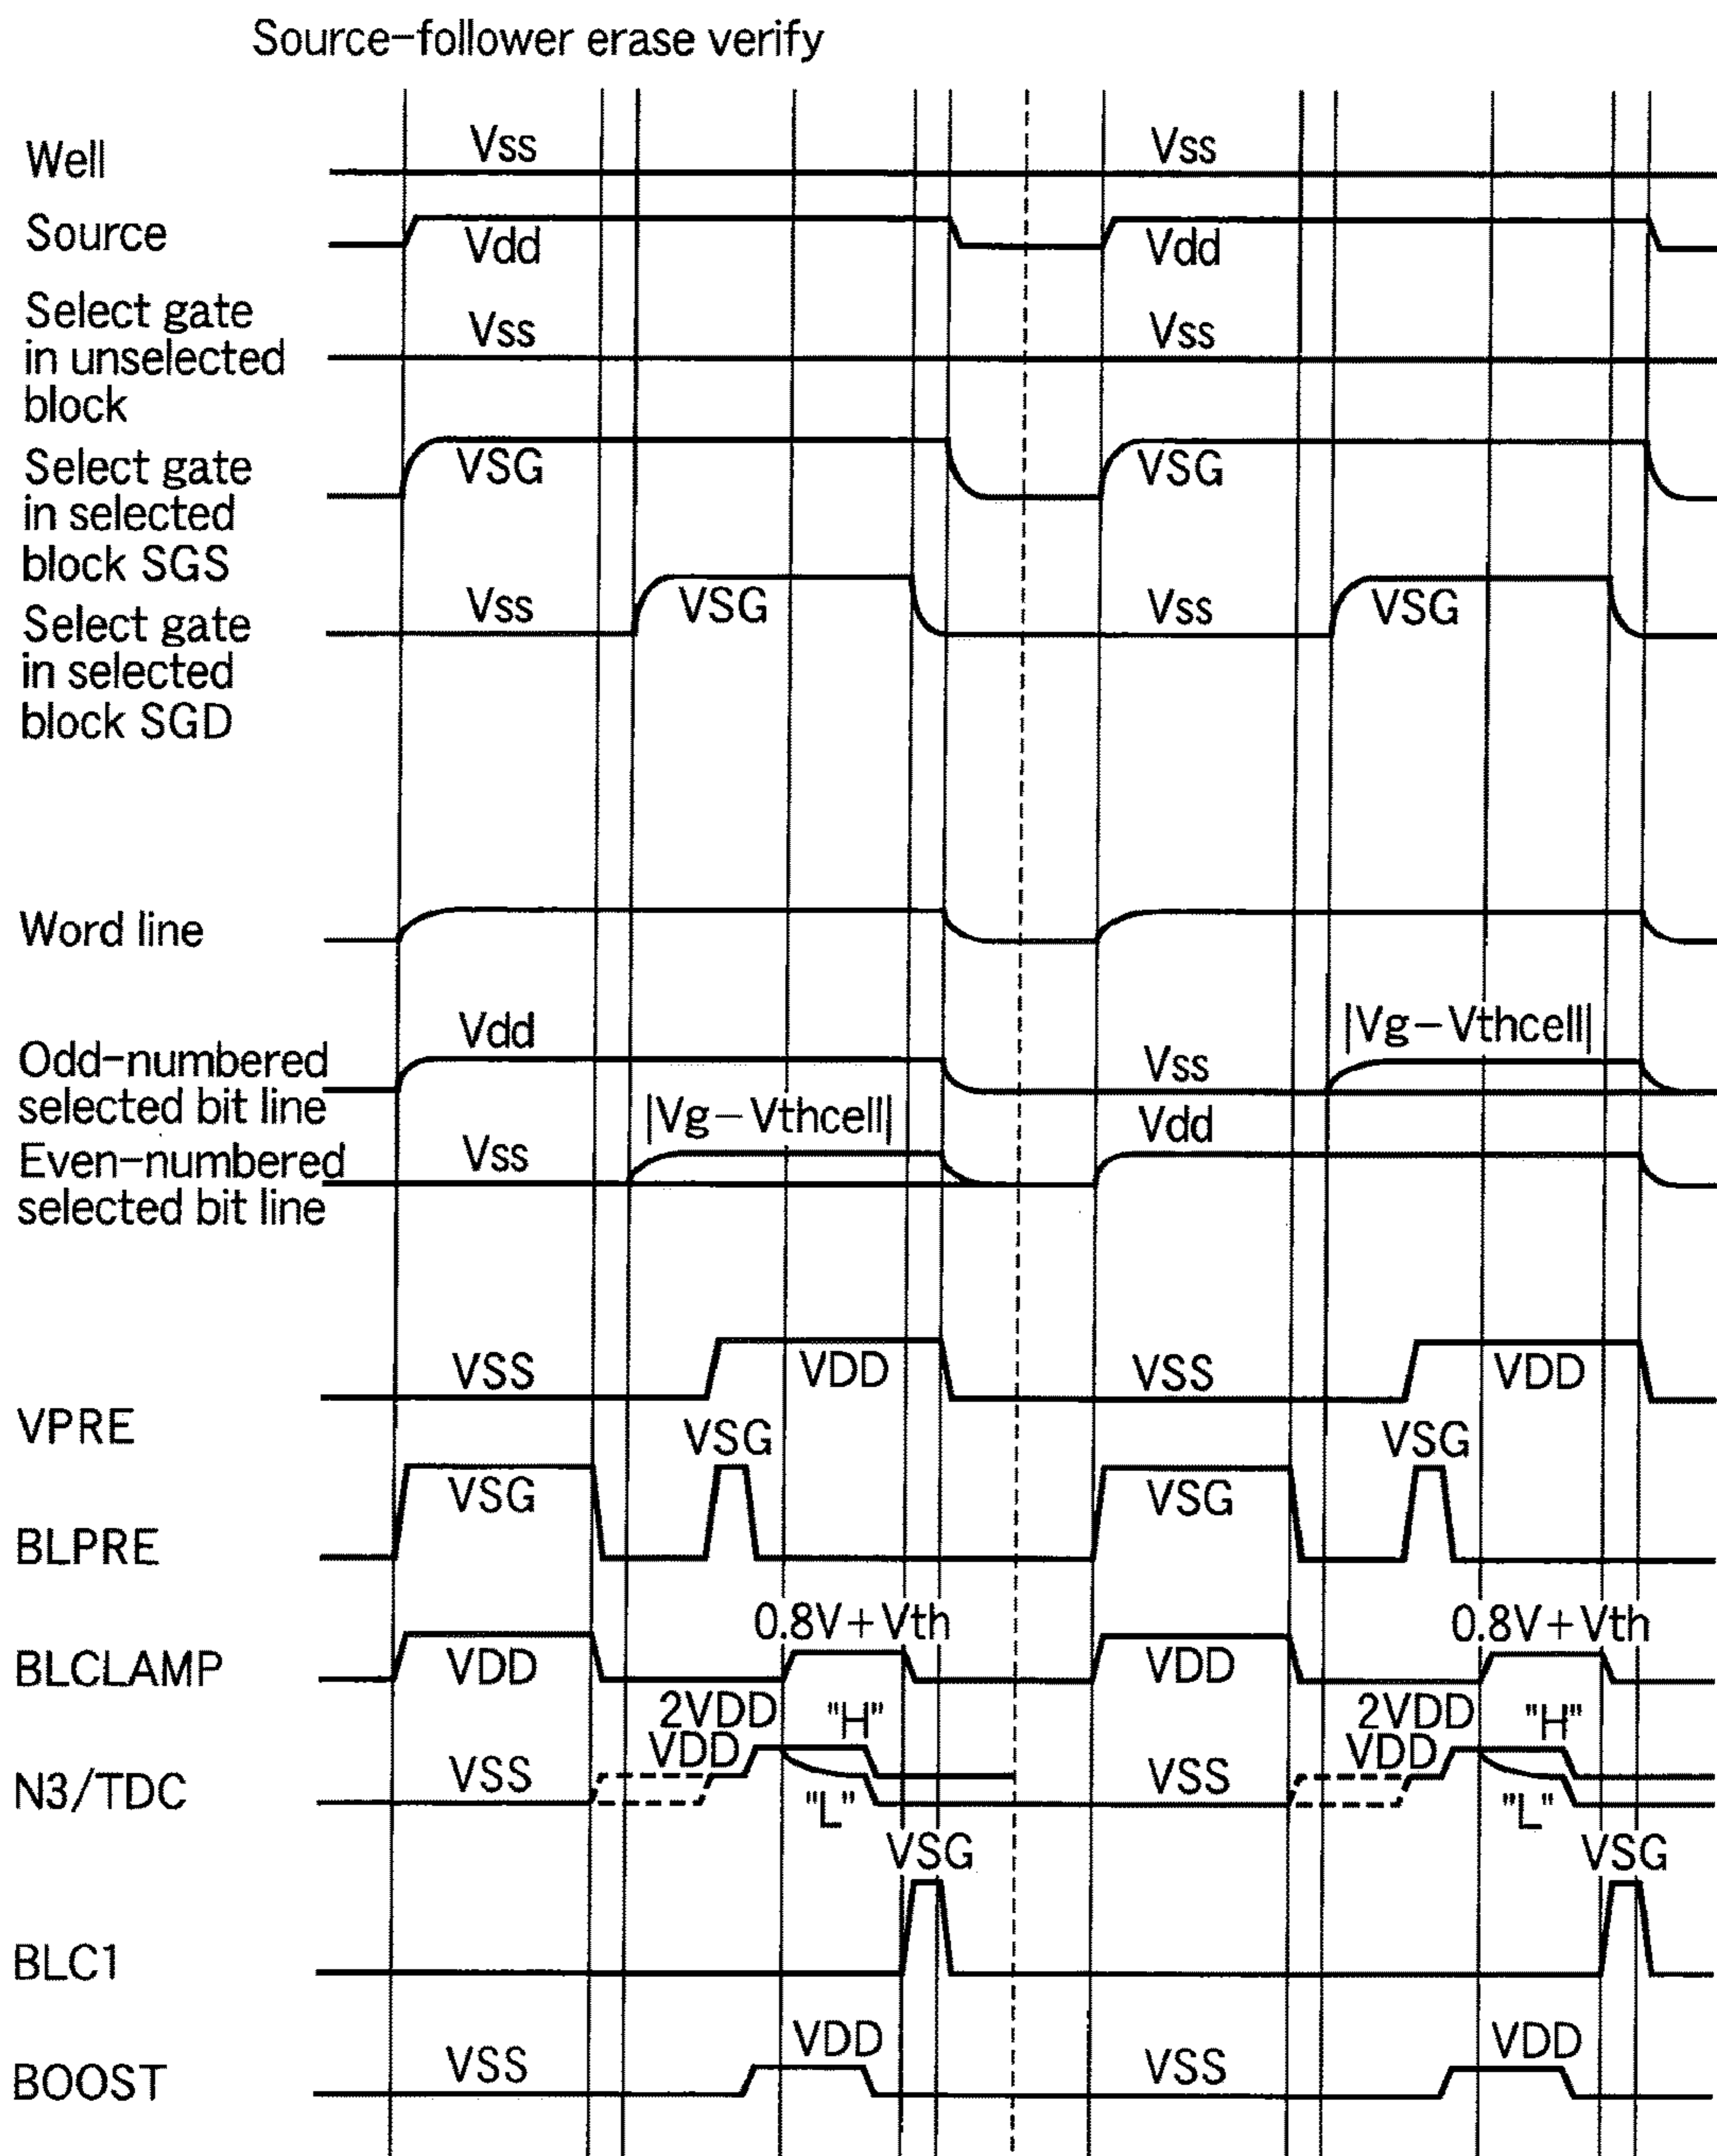 Source-follower erase verify
Well
Vss
Vss
Source
Vdd
Vdd
Select gate
in unselected
block
Vss
Vss
Select gate
in selected
block SGS
VSG
VSG
Select gate
in selected
block SGD
Vss
VSG
Vss
VSG
Word line
Odd-numbered
selected bit line
Vdd
Vss
|Vg-Vthcell|
Even-numbered
selected bit line
Vss
|Vg-Vthcell|
Vdd
VPRE
VSS
VDD
VSS
VDD
BLPRE
VSG
VSG
VSG
VSG
BLCLAMP
VDD
0.8V+Vth
VDD
0.8V+Vth
N3/TDC
VSS
VDD
2VDD
"H"
"L"
VSS
VDD
2VDD
"H"
"L"
BLC1
VSG
VSG
BOOST
VSS
VDD
VSS
VDD